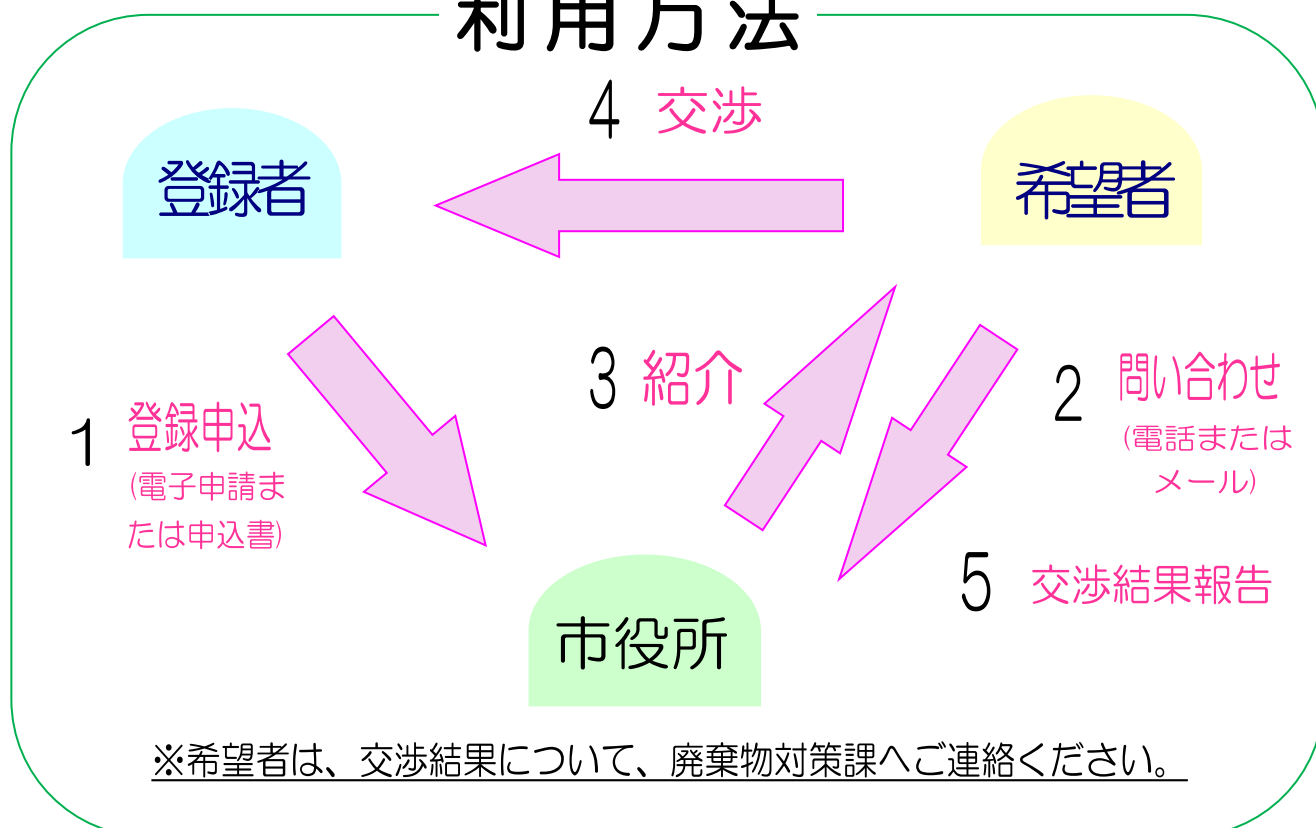 利用方法
4 交渉
登録者
希望者
3 紹介
2 問い合わせ
(電話または
メール)
1 登録申込
(電子申請ま
たは申込書)
5 交渉結果報告
市役所
※希望者は、交渉結果について、廃棄物対策課へご連絡ください。